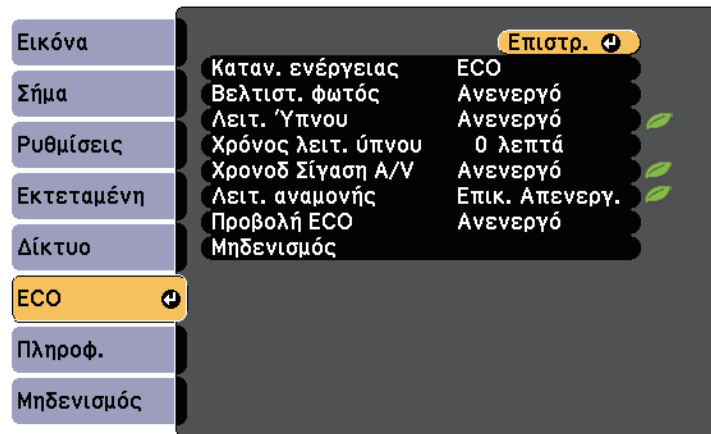 Εικόνα
Σήμα
Ρυθμίσεις
Εκτεταμένη
Δίκτυο
ECO
Πληροφ.
Μηδενισμός
Επιστρ.
Καταν. ενέργειας ECO
Βελτιστ. φωτός Ανενεργό
Λειτ. Ύπνου Ανενεργό
Χρόνος λειτ. ύπνου 0 λεπτά
Χρονοδ Σίγαση A/V Ανενεργό
Λειτ. αναμονής Επικ. Απενεργ.
Προβολή ECO Ανενεργό
Μηδενισμός